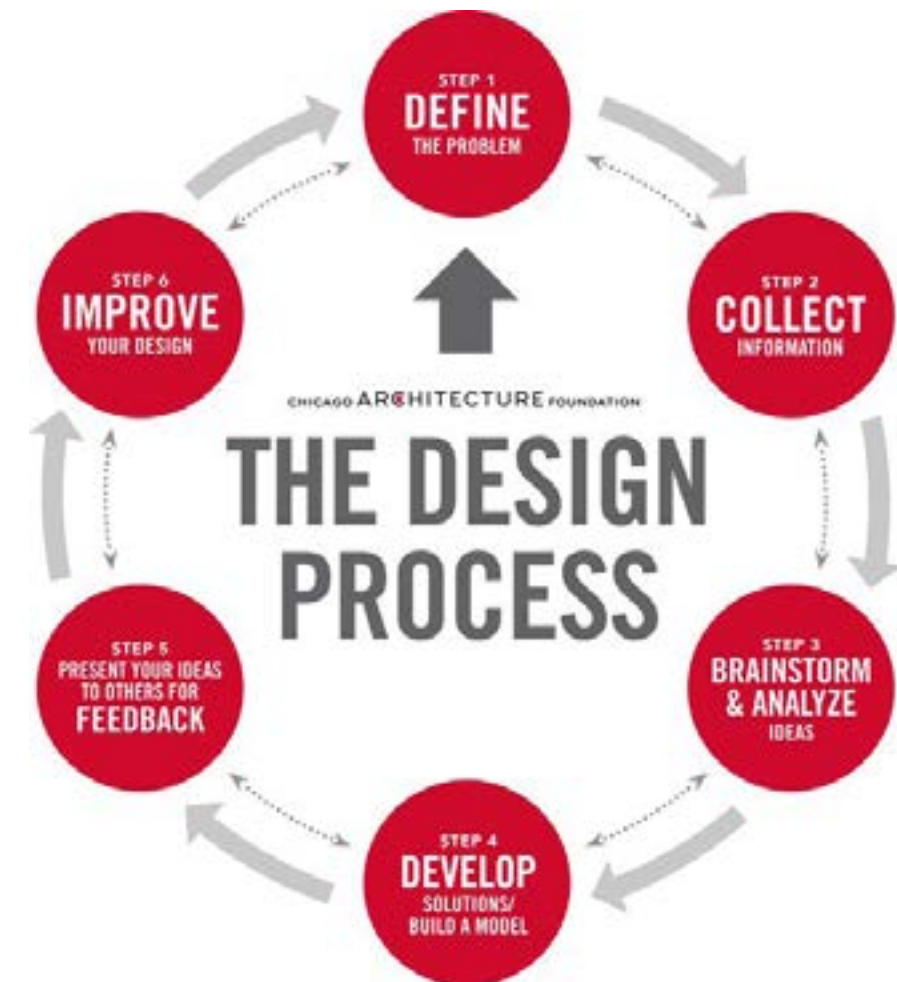 STEP 1
DEFINE
THE PROBLEM
STEP 2
COLLECT
INFORMATION
STEP 3
BRAINSTORM
& ANALYZE
IDEAS
STEP 4
DEVELOP
SOLUTIONS/
BUILD A MODEL
STEP 5
PRESENT YOUR IDEAS
TO OTHERS FOR
FEEDBACK
STEP 6
IMPROVE
YOUR DESIGN
CHICAGO ARCHITECTURE FOUNDATION
THE DESIGN
PROCESS